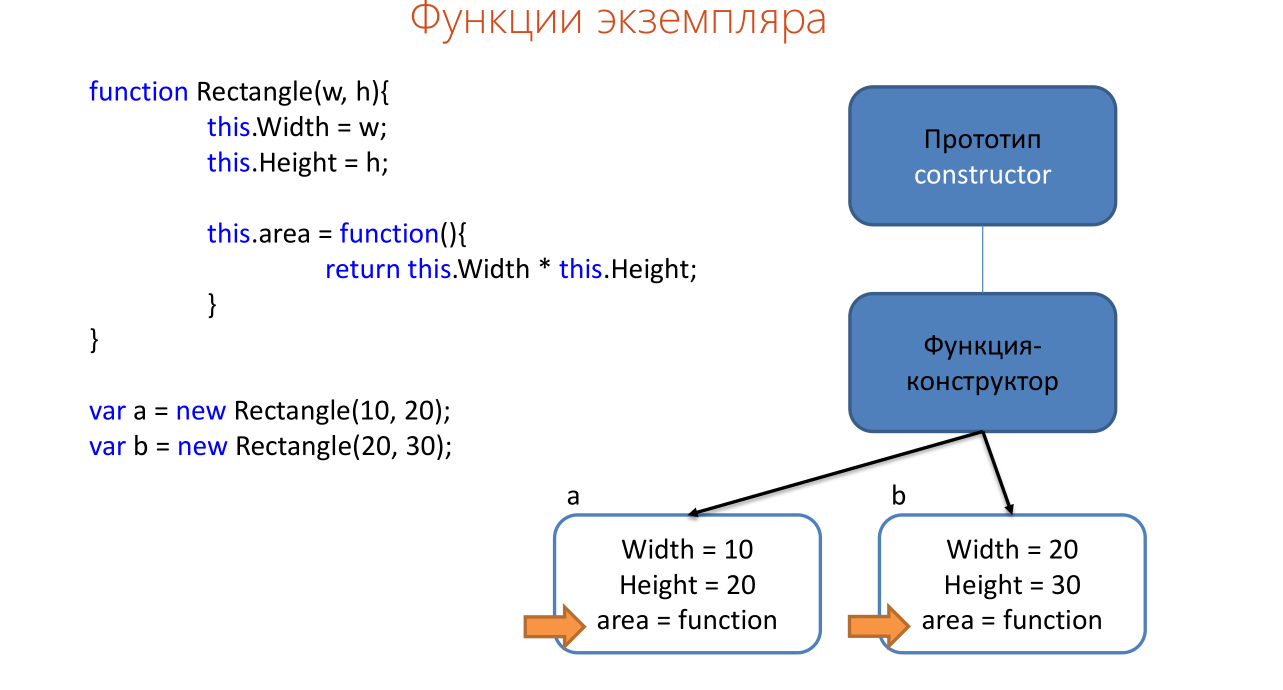 Функции экземпляра
function Rectangle(w, h){
this.Width = w;
this.Height = h;
this.area = function(){
return this.Width * this.Height;
}
}
var a = new Rectangle(10, 20);
var b = new Rectangle(20, 30);
Прототип
constructor
Функция-
конструктор
a
Width = 10
Height = 20
area = function
b
Width = 20
Height = 30
area = function